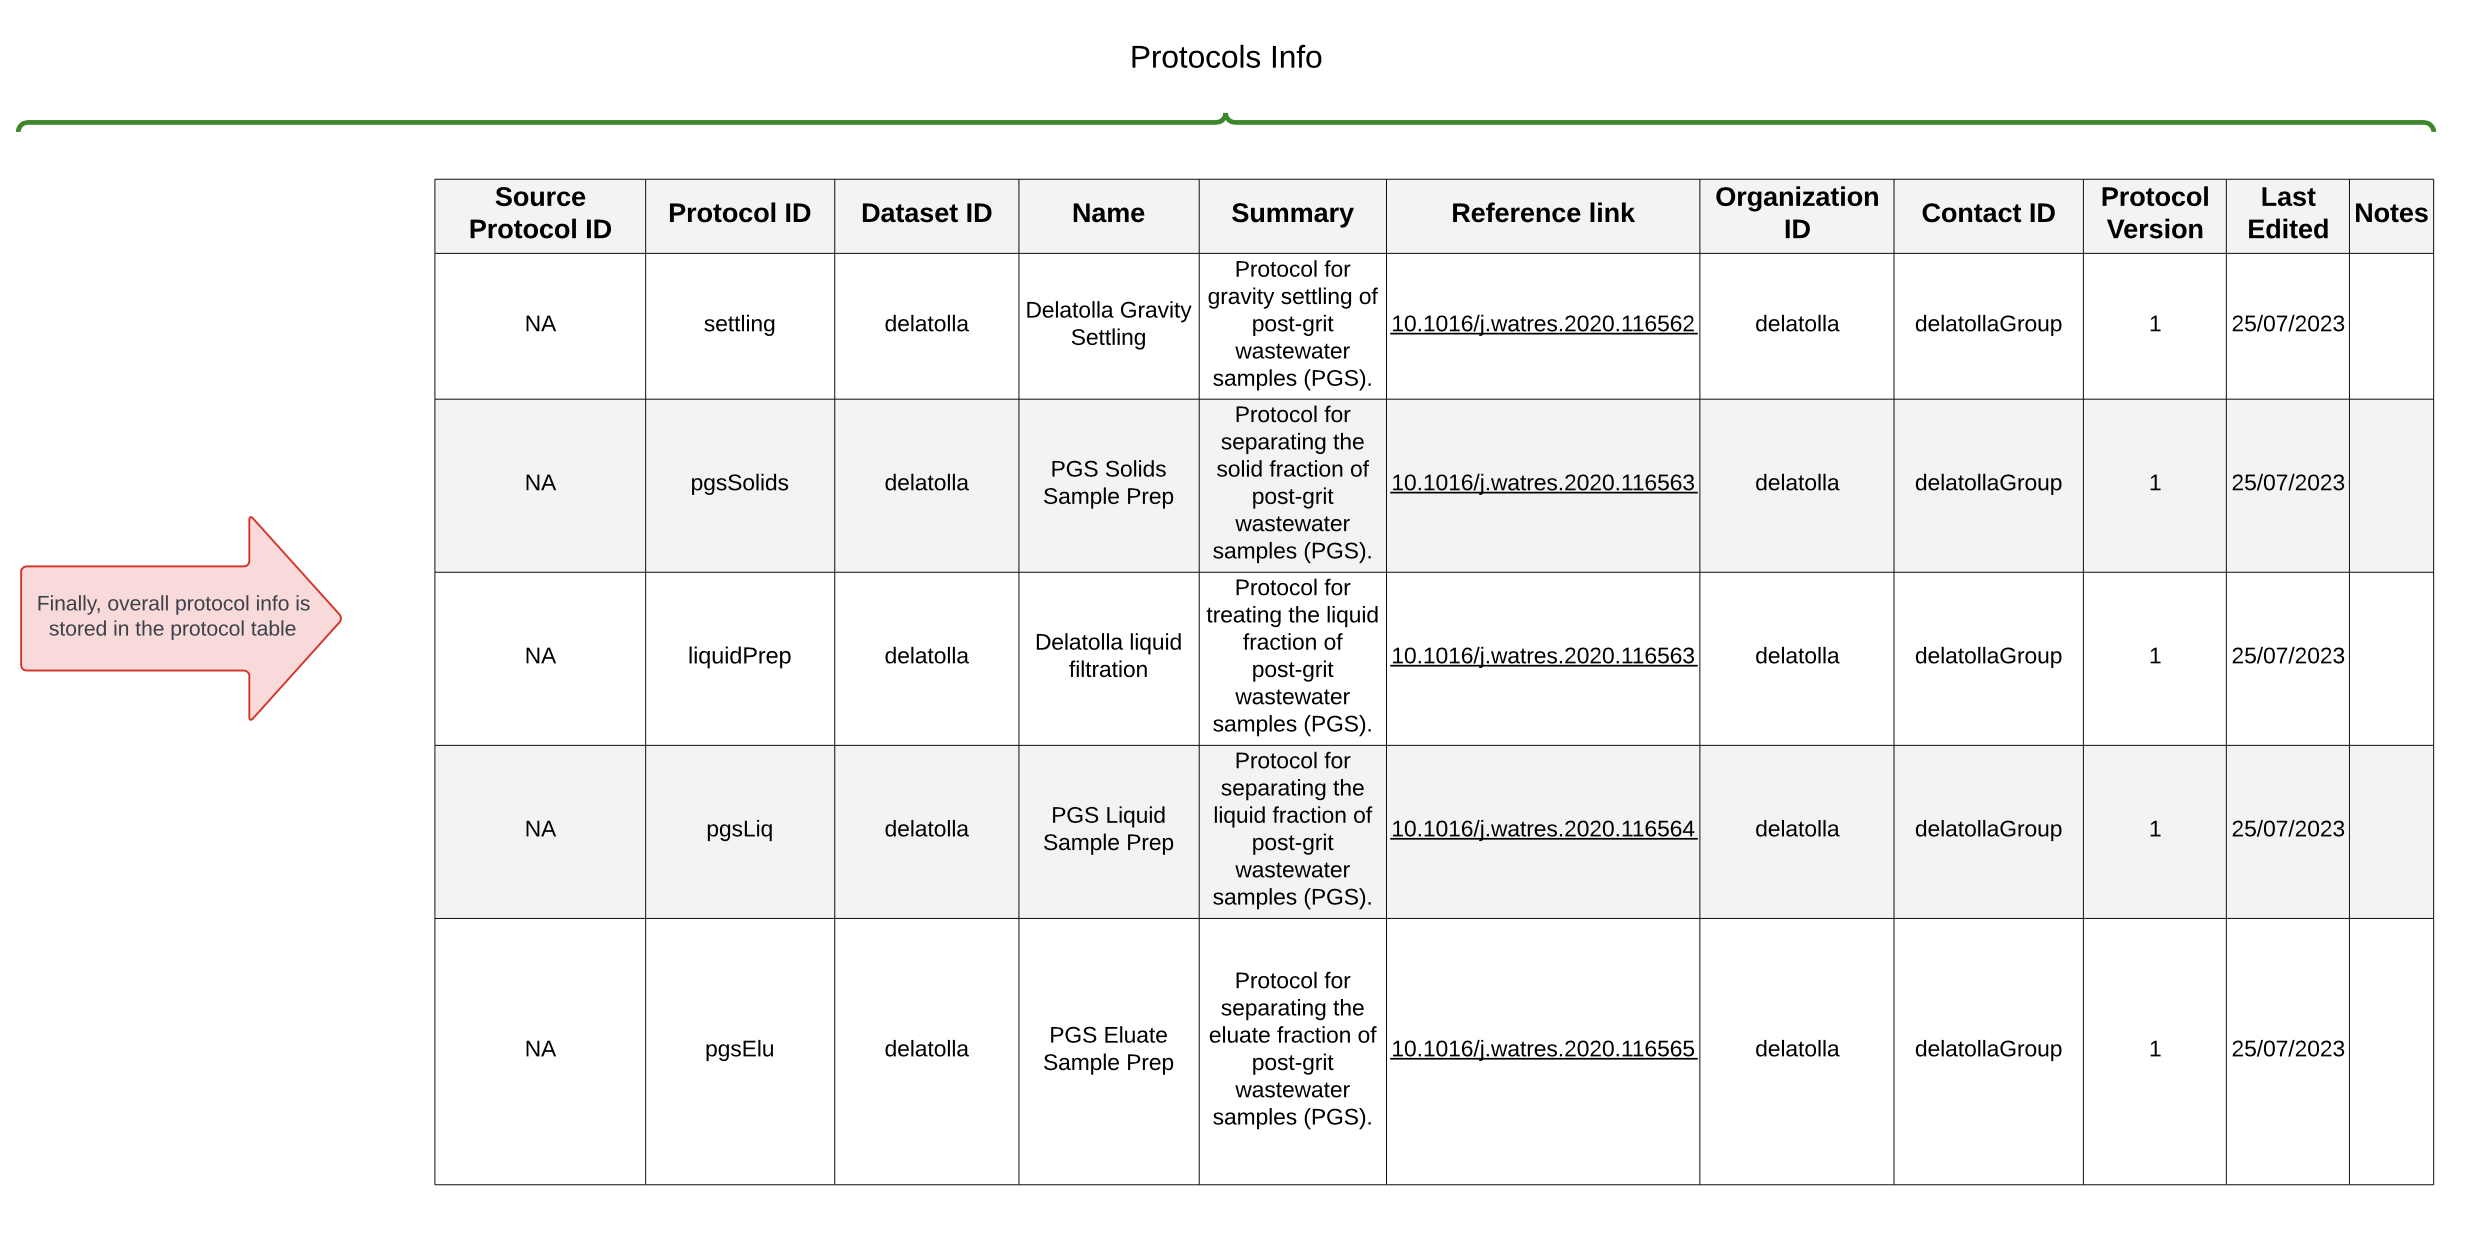 Protocols Info
Source
Protocol ID
Protocol ID
Dataset ID
Name
Summary
Reference link
Organization
ID
Contact ID
Protocol
Version
Last
Edited
Notes
NA
settling
delatolla
Delatolla Gravity
Settling
Protocol for
gravity settling of
post-grit
wastewater
samples (PGS).
10.1016/j.watres.2020.116562
delatolla
delatollaGroup
1
25/07/2023
NA
pgsSolids
delatolla
PGS Solids
Sample Prep
Protocol for
separating the
solid fraction of
post-grit
wastewater
samples (PGS).
10.1016/j.watres.2020.116563
delatolla
delatollaGroup
1
25/07/2023
Finally, overall protocol info is
stored in the protocol table
NA
liquidPrep
delatolla
Delatolla liquid
filtration
Protocol for
treating the liquid
fraction of
post-grit
wastewater
samples (PGS).
10.1016/j.watres.2020.116563
delatolla
delatollaGroup
1
25/07/2023
NA
pgsLiq
delatolla
PGS Liquid
Sample Prep
Protocol for
separating the
liquid fraction of
post-grit
wastewater
samples (PGS).
10.1016/j.watres.2020.116564
delatolla
delatollaGroup
1
25/07/2023
NA
pgsElu
delatolla
PGS Eluate
Sample Prep
Protocol for
separating the
eluate fraction of
post-grit
wastewater
samples (PGS).
10.1016/j.watres.2020.116565
delatolla
delatollaGroup
1
25/07/2023